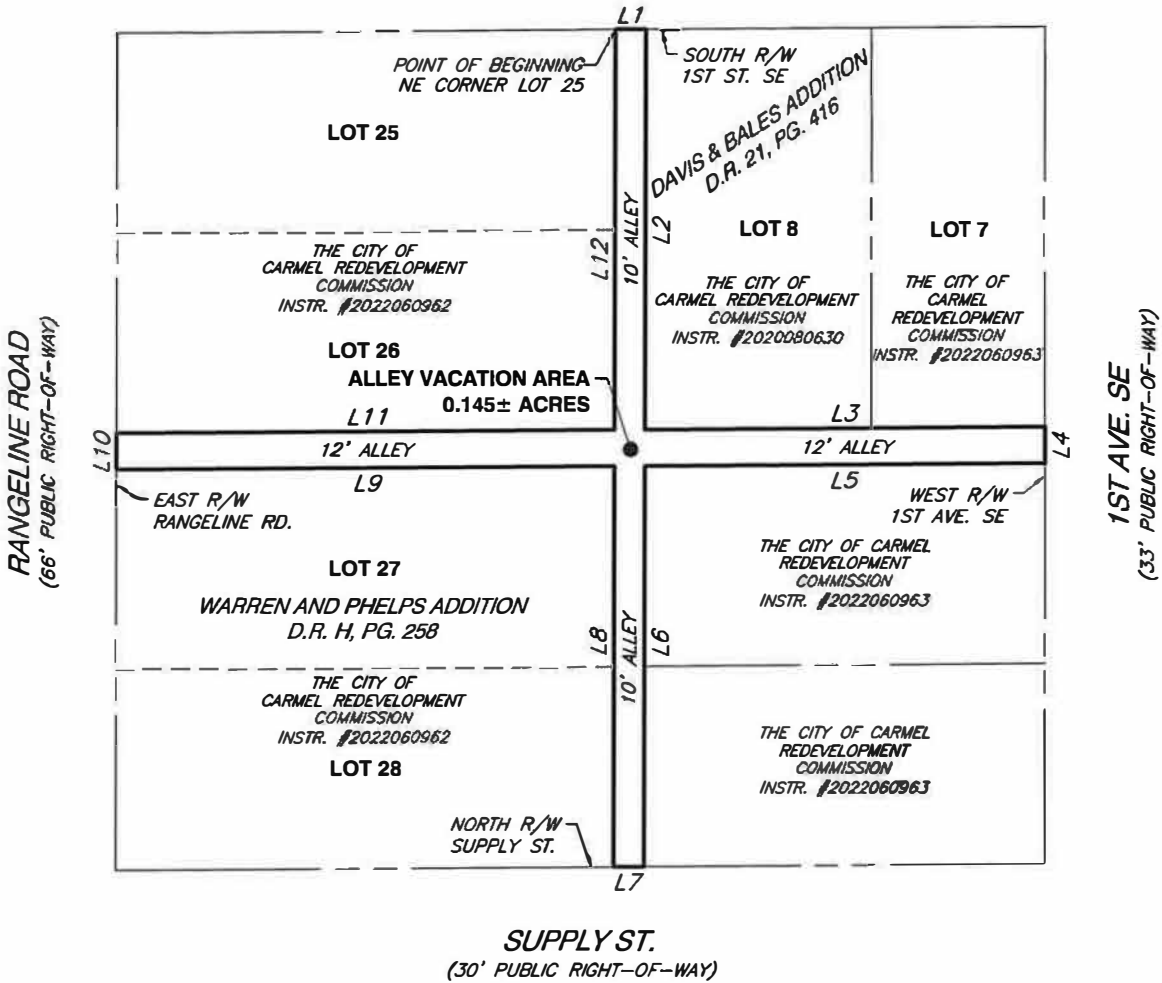 L1
POINT OF BEGINNING
NE CORNER LOT 25
SOUTH R/W
1ST ST. SE
LOT 25
DAVIS & BALES ADDITION
D.R. 21, PG. 416
10' ALLEY
L2
L12
LOT 8
LOT 7
THE CITY OF
CARMEL REDEVELOPMENT
COMMISSION
INSTR. #2022060962
THE CITY OF
CARMEL REDEVELOPMENT
COMMISSION
INSTR. #2020080630
THE CITY OF
CARMEL
REDEVELOPMENT
COMMISSION
INSTR. #2022060963
LOT 26
ALLEY VACATION AREA
0.145± ACRES
RANGELINE ROAD
(66' PUBLIC RIGHT-OF-WAY)
1ST AVE. SE
(33' PUBLIC RIGHT-OF-WAY)
L11
L3
L10
12' ALLEY
12' ALLEY
L4
L9
L5
EAST R/W
RANGELINE RD.
WEST R/W
1ST AVE. SE
LOT 27
WARREN AND PHELPS ADDITION
D.R. H, PG. 258
THE CITY OF CARMEL
REDEVELOPMENT
COMMISSION
INSTR. #2022060963
L8
10' ALLEY
L6
THE CITY OF
CARMEL REDEVELOPMENT
COMMISSION
INSTR. #2022060962
LOT 28
THE CITY OF CARMEL
REDEVELOPMENT
COMMISSION
INSTR. #2022060963
NORTH R/W
SUPPLY ST.
L7
SUPPLY ST.
(30' PUBLIC RIGHT-OF-WAY)